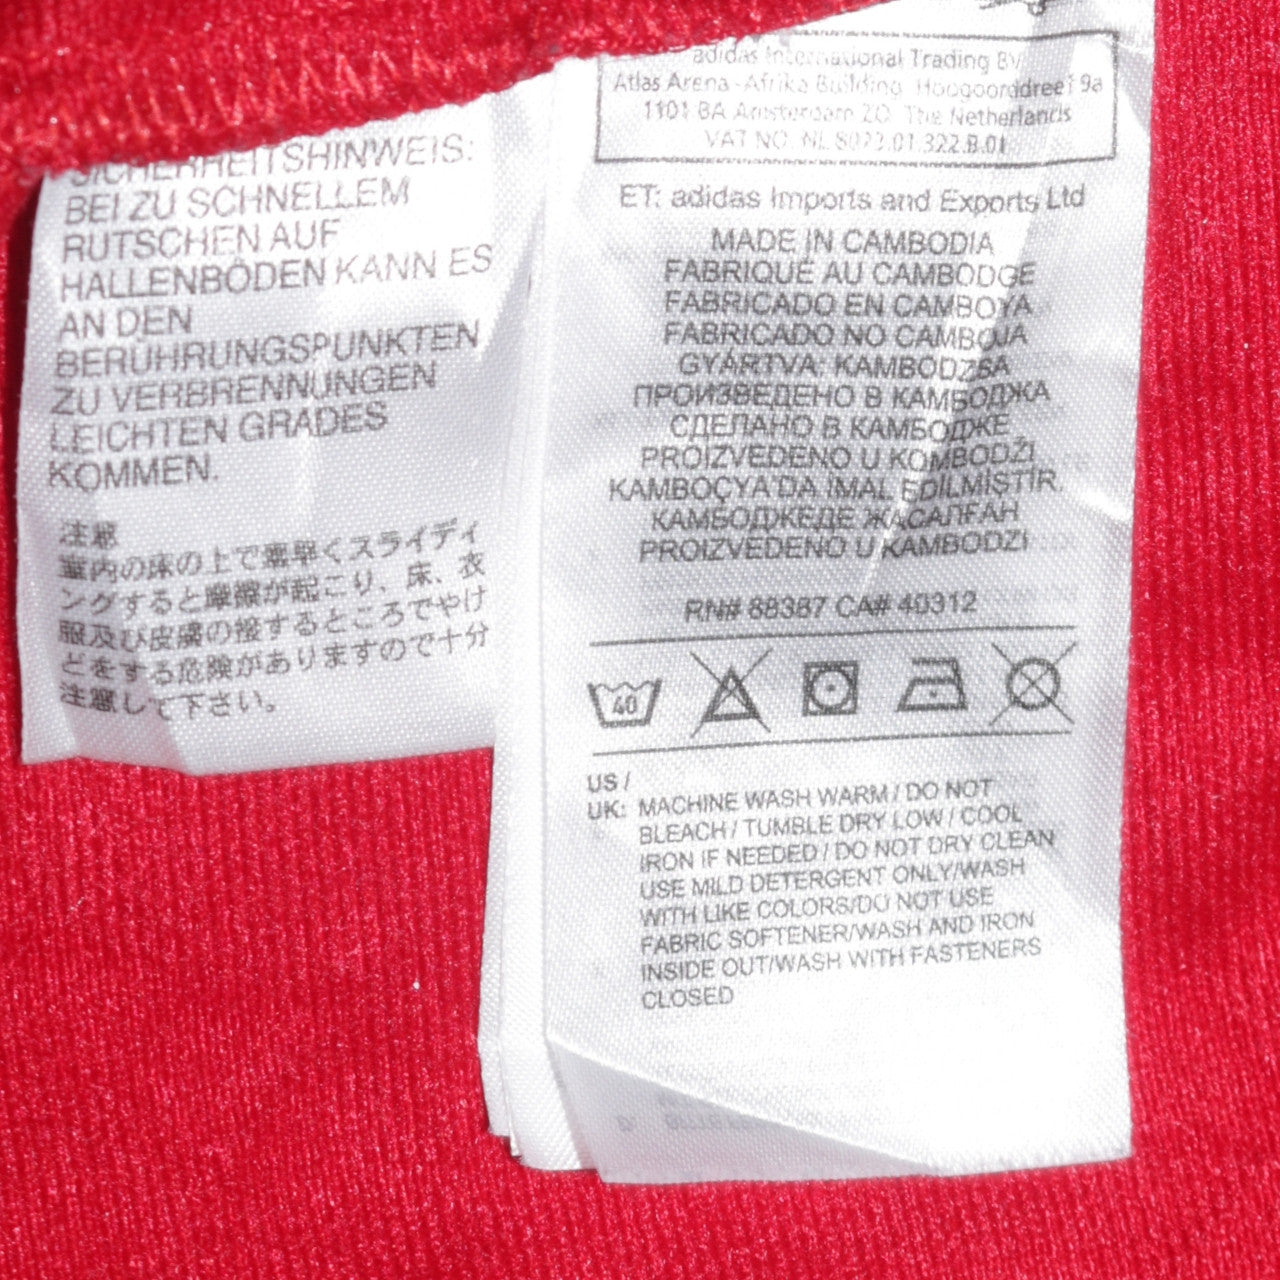 SICHERHEITSHINWEIS:
BEI ZU SCHNELLEM
RUTSCHEN AUF
HALLENBÖDEN KANN ES
AN DEN
BERÜHRUNGSPUNKTEN
ZU VERBRENNUNGEN
LEICHTEN GRADES
KOMMEN.
注意
室内の床の上で素早くスライディ
ングすると摩擦が起こり、床、衣
服及び皮膚の接するところでやけ
どをする危険がありますので十分
注意して下さい。
adidas International Trading BV
Atlas Arena - Afrika Building, Hoogoorddreef 9a
1101 BA Amsterdam ZO The Netherlands
VAT NO. NL 8073.01.322.B.01
ET: adidas Imports and Exports Ltd
MADE IN CAMBODIA
FABRIQUÉ AU CAMBODGE
FABRICADO EN CAMBOYA
FABRICADO NO CAMBOJA
GYÁRTVA: KAMBODZSA
ПРОИЗВЕДЕНО В КАМБОДЖА
СДЕЛАНО В КАМБОДЖЕ
PROIZVEDENO U KOMBODŽI
KAMBOÇYA'DA İMAL EDİLMİŞTİR.
КАМБОДЖЕДЕ ЖАСАЛҒАН
PROIZVEDENO U KAMBODZI
RN# 88387 CA# 40312
40
US /
UK: MACHINE WASH WARM / DO NOT
BLEACH / TUMBLE DRY LOW / COOL
IRON IF NEEDED / DO NOT DRY CLEAN
USE MILD DETERGENT ONLY/WASH
WITH LIKE COLORS/DO NOT USE
FABRIC SOFTENER/WASH AND IRON
INSIDE OUT/WASH WITH FASTENERS
CLOSED